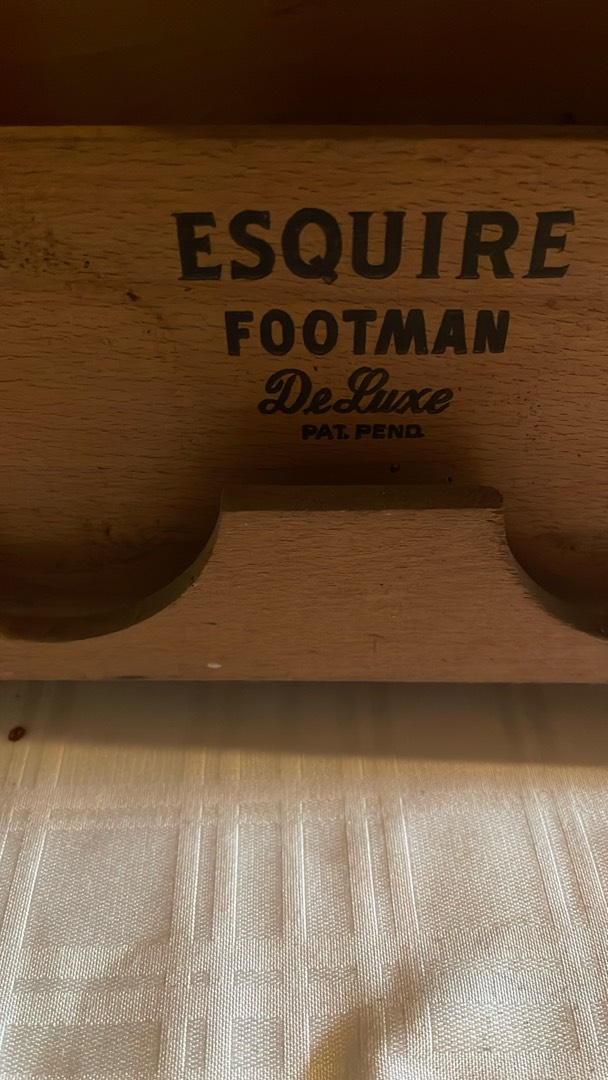 ESQUIRE
FOOTMAN
DeLuxe
PAT. PEND.